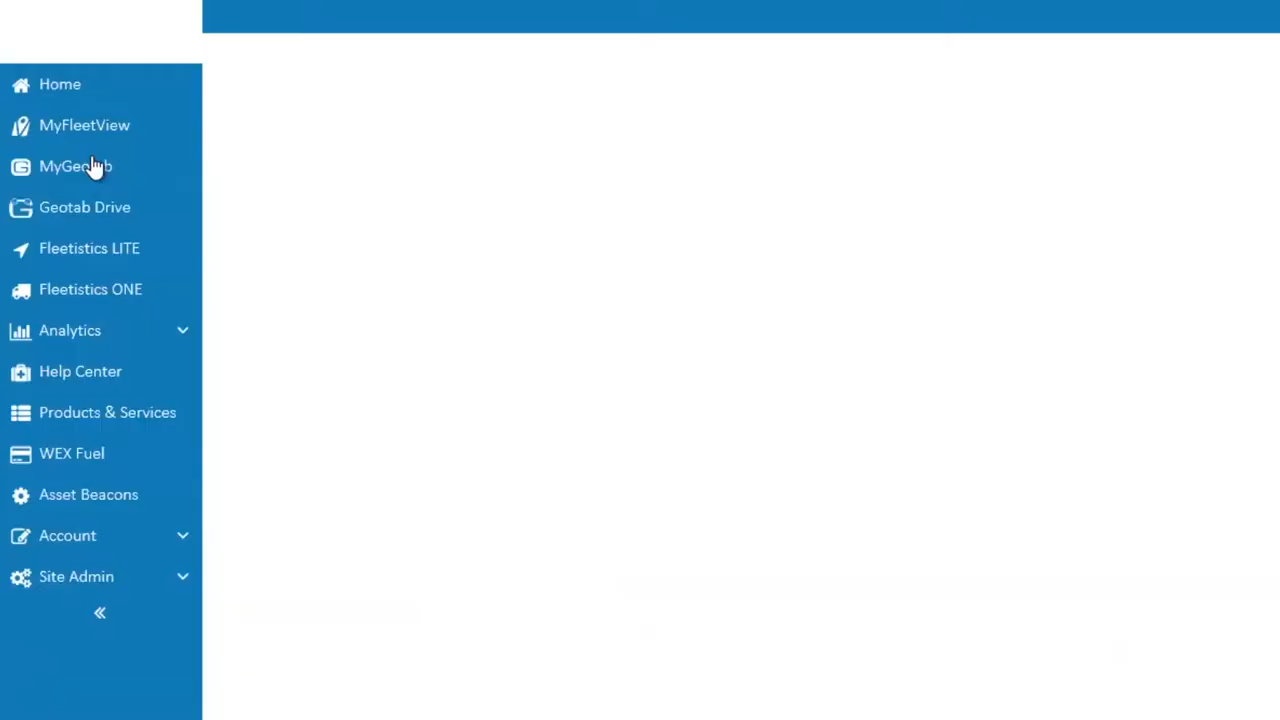 Home
MyFleetView
MyGeotab
Geotab Drive
Fleetistics LITE
Fleetistics ONE
Analytics
Help Center
Products & Services
WEX Fuel
Asset Beacons
Account
Site Admin